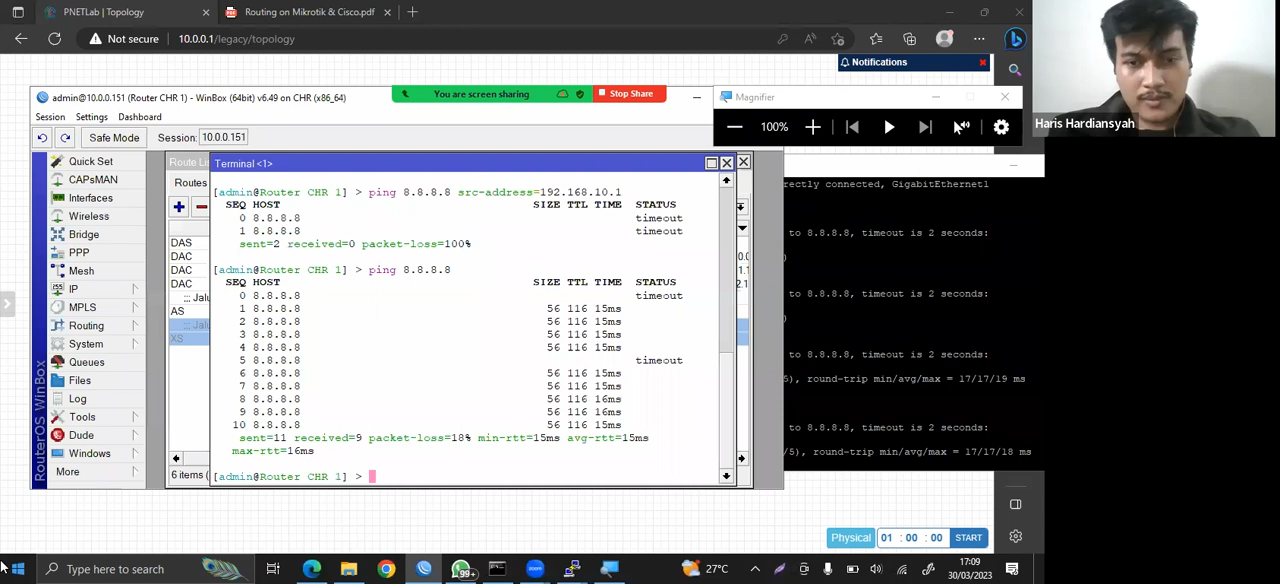 PNETLab | Topology
Routing on Mikrotik & Cisco.pdf
Not secure
10.0.0.1/legacy/topology
Notifications
admin@10.0.0.151 (Router CHR 1) - WinBox (64bit) v6.49 on CHR (x86_64)
You are screen sharing
Stop Share
Magnifier
Session Settings Dashboard
100%
Haris Hardiansyah
Safe Mode
Session: 10.0.0.151
Quick Set
CAPsMAN
Interfaces
Wireless
Bridge
PPP
Mesh
IP
MPLS
Routing
System
Queues
Files
Log
Tools
Dude
Windows
More
RouterOS WinBox
Route Lis
Routes
DAS
DAC
DAC
DAC
::: Jalu
AS
::: Jalu
XS
6 items (
Terminal <1>
[admin@Router CHR 1] > ping 8.8.8.8 src-address=192.168.10.1
SEQ HOST SIZE TTL TIME STATUS
0 8.8.8.8 timeout
1 8.8.8.8 timeout
sent=2 received=0 packet-loss=100%
[admin@Router CHR 1] > ping 8.8.8.8
SEQ HOST SIZE TTL TIME STATUS
0 8.8.8.8 timeout
1 8.8.8.8 56 116 15ms
2 8.8.8.8 56 116 15ms
3 8.8.8.8 56 116 15ms
4 8.8.8.8 56 116 15ms
5 8.8.8.8 timeout
6 8.8.8.8 56 116 15ms
7 8.8.8.8 56 116 15ms
8 8.8.8.8 56 116 16ms
9 8.8.8.8 56 116 15ms
10 8.8.8.8 56 116 15ms
sent=11 received=9 packet-loss=18% min-rtt=15ms avg-rtt=15ms
max-rtt=16ms
[admin@Router CHR 1] >
rectly connected, GigabitEthernet1
to 8.8.8.8, timeout is 2 seconds:
)
to 8.8.8.8, timeout is 2 seconds:
)
to 8.8.8.8, timeout is 2 seconds:
5), round-trip min/avg/max = 17/17/19 ms
to 8.8.8.8, timeout is 2 seconds:
/5), round-trip min/avg/max = 17/17/18 ms
Physical 01 : 00 : 00 START
Type here to search
99+
zoom
27°C
17:09
30/03/2023